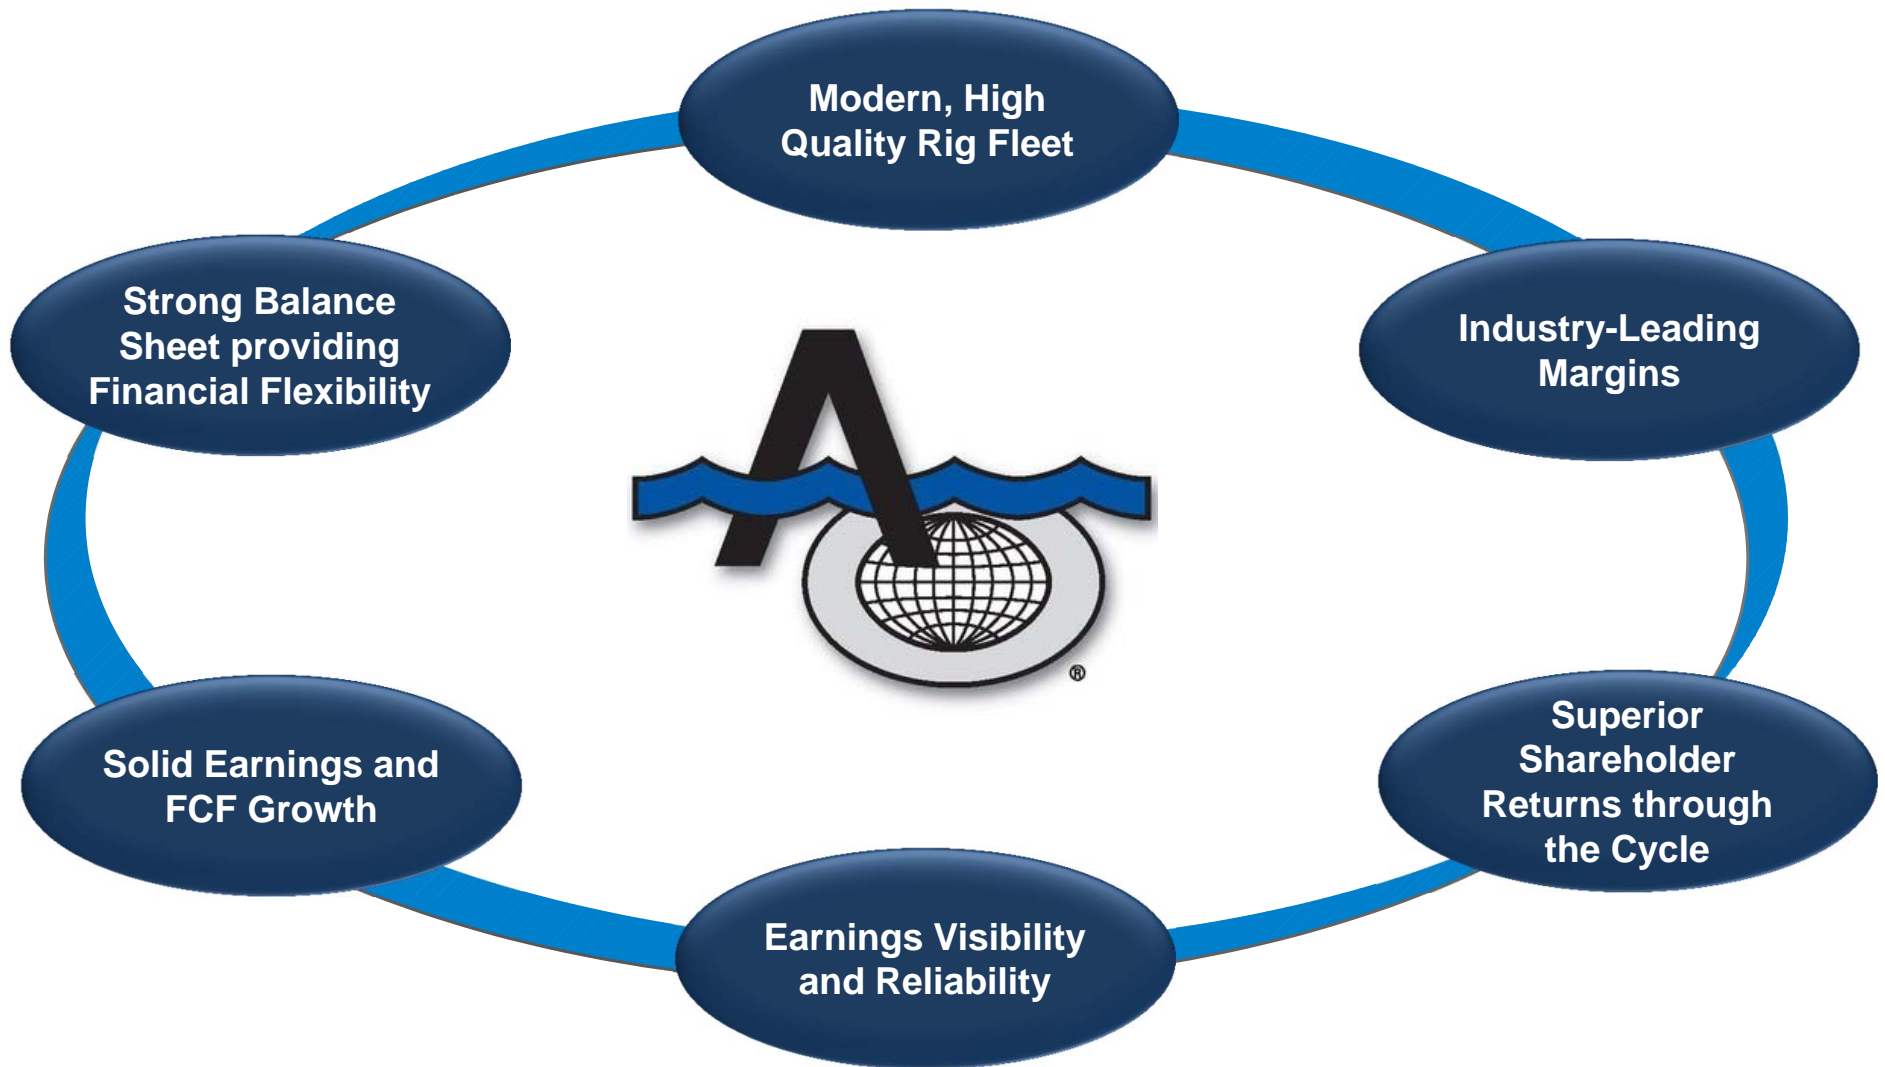 Modern, High
Quality Rig Fleet
Strong Balance
Sheet providing
Financial Flexibility
Industry-Leading
Margins
®
Superior
Shareholder
Returns through
the Cycle
Solid Earnings and
FCF Growth
Earnings Visibility
and Reliability